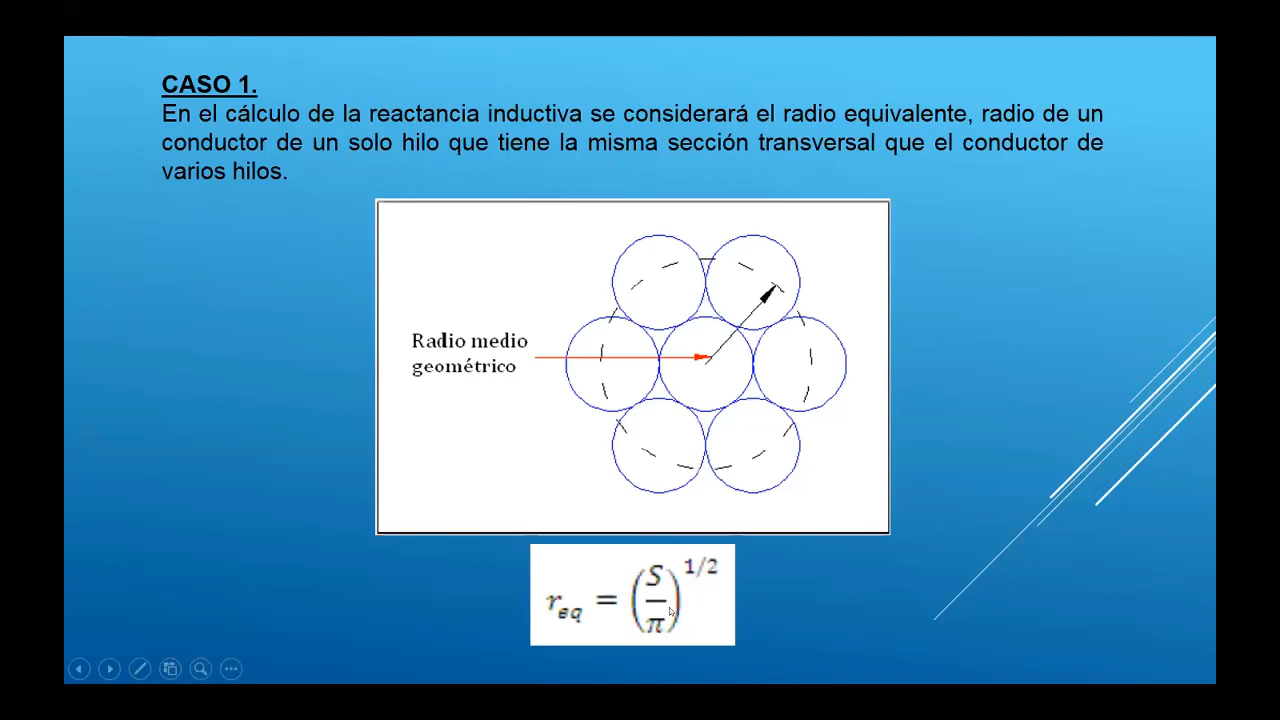 CASO 1.
En el cálculo de la reactancia inductiva se considerará el radio equivalente, radio de un
conductor de un solo hilo que tiene la misma sección transversal que el conductor de
varios hilos.
Radio medio
geométrico
r_eq = (S/π)^1/2